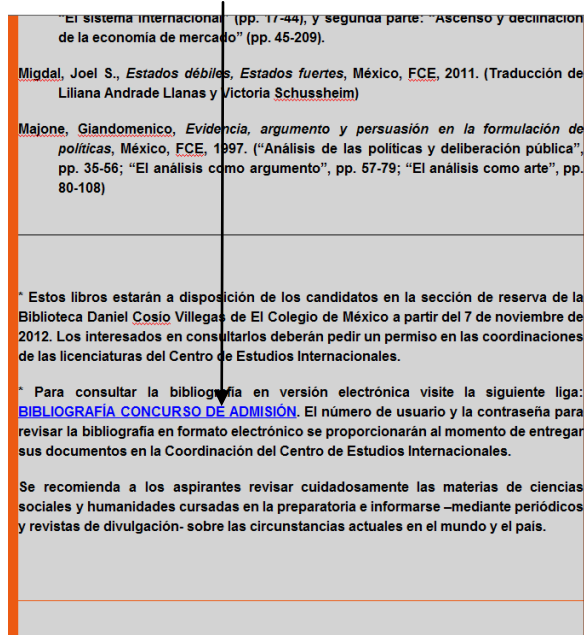 "El sistema internacional" (pp. 17-44), y segunda parte: "Ascenso y declinación
de la economía de mercado" (pp. 45-209).
Migdal, Joel S., Estados débiles, Estados fuertes, México, FCE, 2011. (Traducción de
Liliana Andrade Llanas y Victoria Schussheim)
Majone, Giandomenico, Evidencia, argumento y persuasión en la formulación de
políticas, México, FCE, 1997. ("Análisis de las políticas y deliberación pública",
pp. 35-56; "El análisis como argumento", pp. 57-79; "El análisis como arte", pp.
80-108)
* Estos libros estarán a disposición de los candidatos en la sección de reserva de la
Biblioteca Daniel Cosío Villegas de El Colegio de México a partir del 7 de noviembre de
2012. Los interesados en consultarlos deberán pedir un permiso en las coordinaciones
de las licenciaturas del Centro de Estudios Internacionales.
* Para consultar la bibliografía en versión electrónica visite la siguiente liga:
BIBLIOGRAFÍA CONCURSO DE ADMISIÓN. El número de usuario y la contraseña para
revisar la bibliografía en formato electrónico se proporcionarán al momento de entregar
sus documentos en la Coordinación del Centro de Estudios Internacionales.
Se recomienda a los aspirantes revisar cuidadosamente las materias de ciencias
sociales y humanidades cursadas en la preparatoria e informarse –mediante periódicos
y revistas de divulgación- sobre las circunstancias actuales en el mundo y el país.